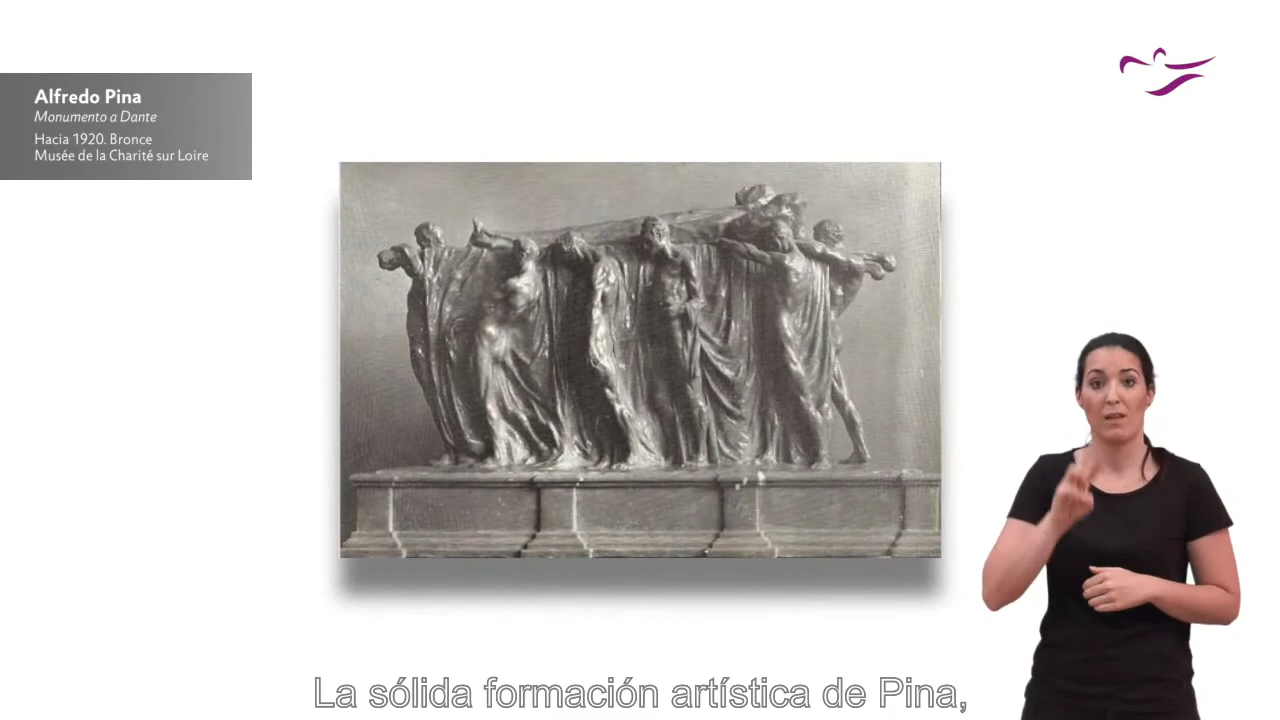 Alfredo Pina
Monumento a Dante
Hacia 1920. Bronce
Musée de la Charité sur Loire
La sólida formación artística de Pina,